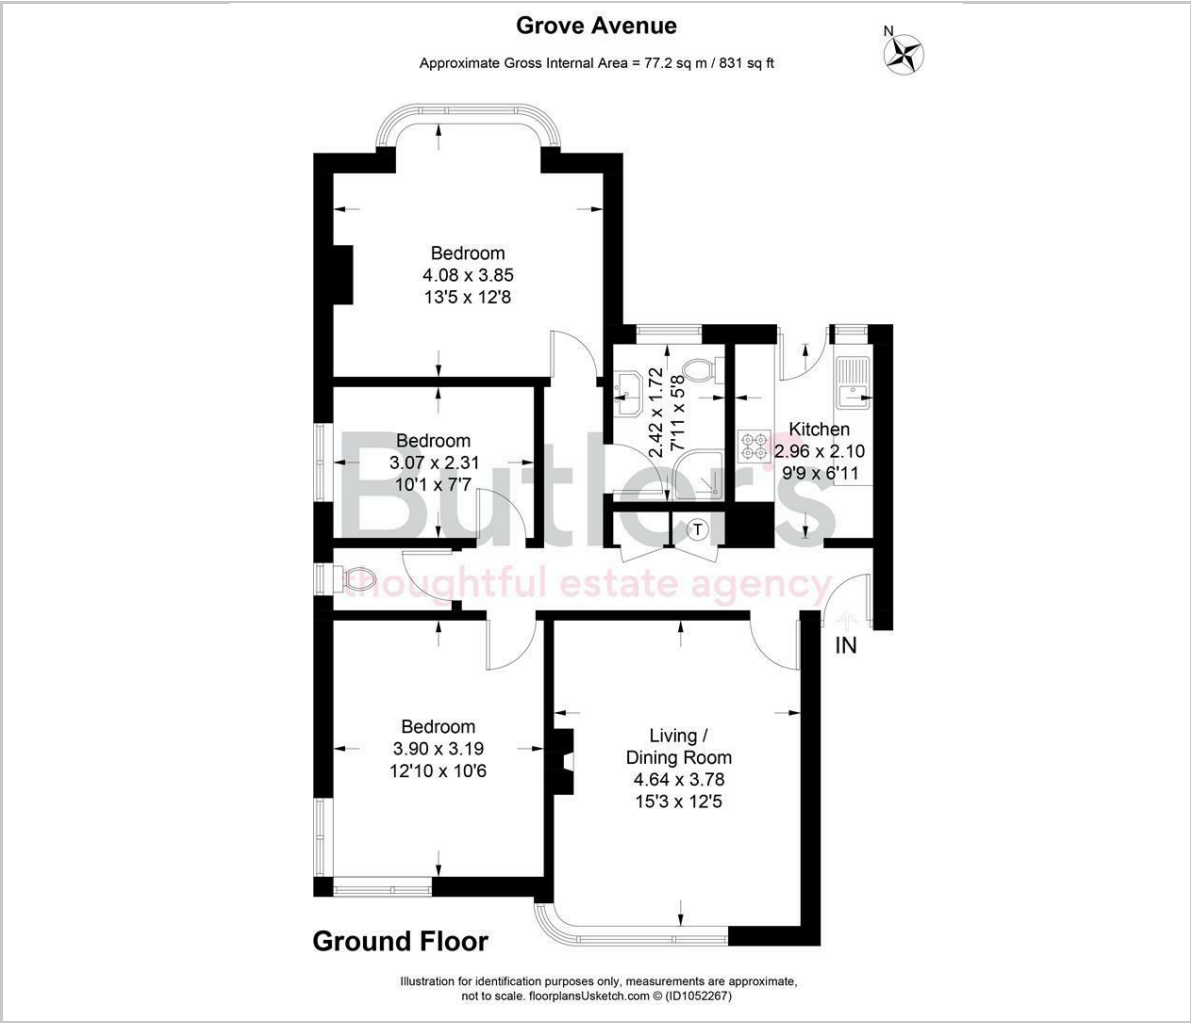 Grove Avenue
Approximate Gross Internal Area = 77.2 sq m / 831 sq ft
N
Bedroom
4.08 x 3.85
13'5 x 12'8
2.42 x 1.72
7'11 x 5'8
Kitchen
2.96 x 2.10
9'9 x 6'11
Bedroom
3.07 x 2.31
10'1 x 7'7
Butler's
T
thoughtful estate agency
IN
Bedroom
3.90 x 3.19
12'10 x 10'6
Living /
Dining Room
4.64 x 3.78
15'3 x 12'5
Ground Floor
Illustration for identification purposes only, measurements are approximate,
not to scale. floorplansUsketch.com © (ID1052267)